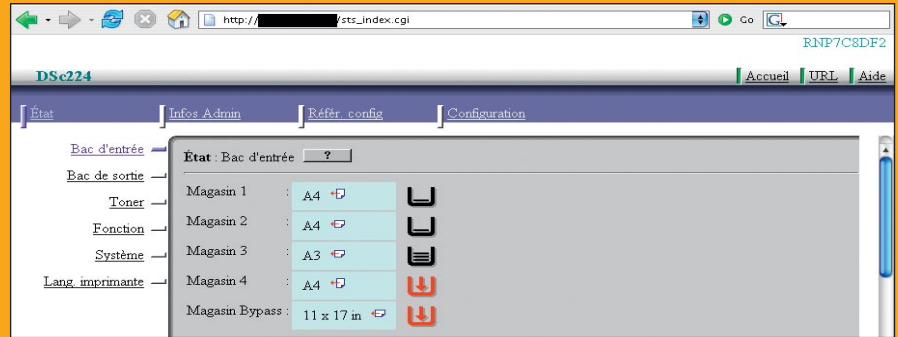 http:// /sts_index.cgi Go G
RNP7C8DF2
DSc224 Accueil URL Aide
État Infos Admin Référ. config Configuration
Bac d'entrée
Bac de sortie
Toner
Fonction
Système
Lang. imprimante
État : Bac d'entrée ?
Magasin 1 : A4
Magasin 2 : A4
Magasin 3 : A3
Magasin 4 : A4
Magasin Bypass : 11 x 17 in